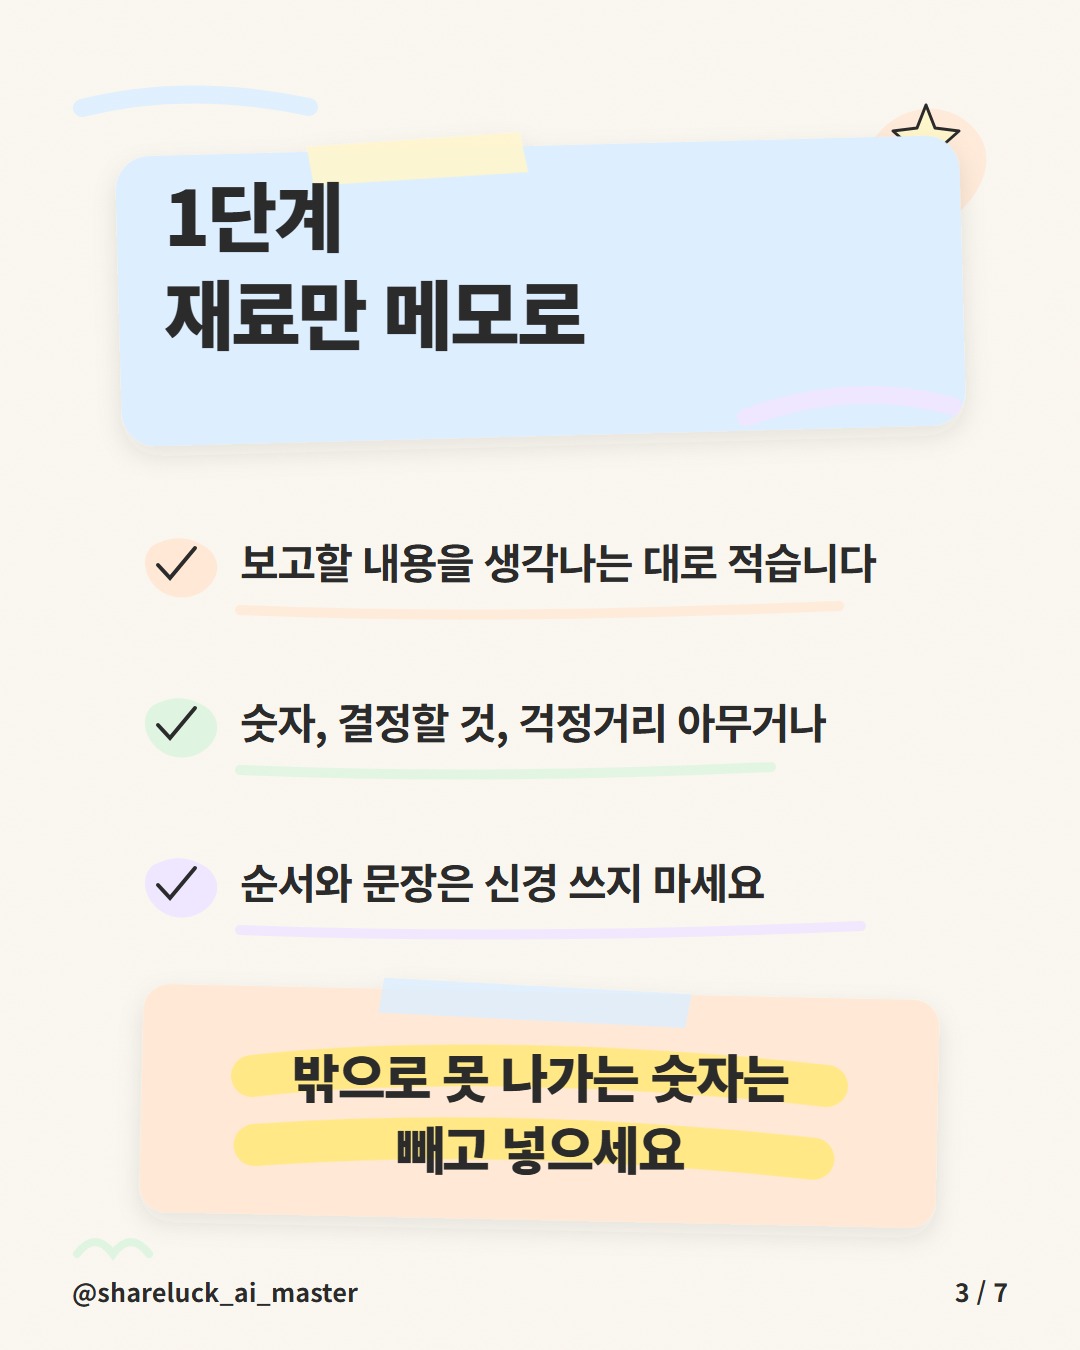 1단계
재료만 메모로
보고할 내용을 생각나는 대로 적습니다
숫자, 결정할 것, 걱정거리 아무거나
순서와 문장은 신경 쓰지 마세요
밖으로 못 나가는 숫자는
빼고 넣으세요
@shareluck_ai_master
3 / 7